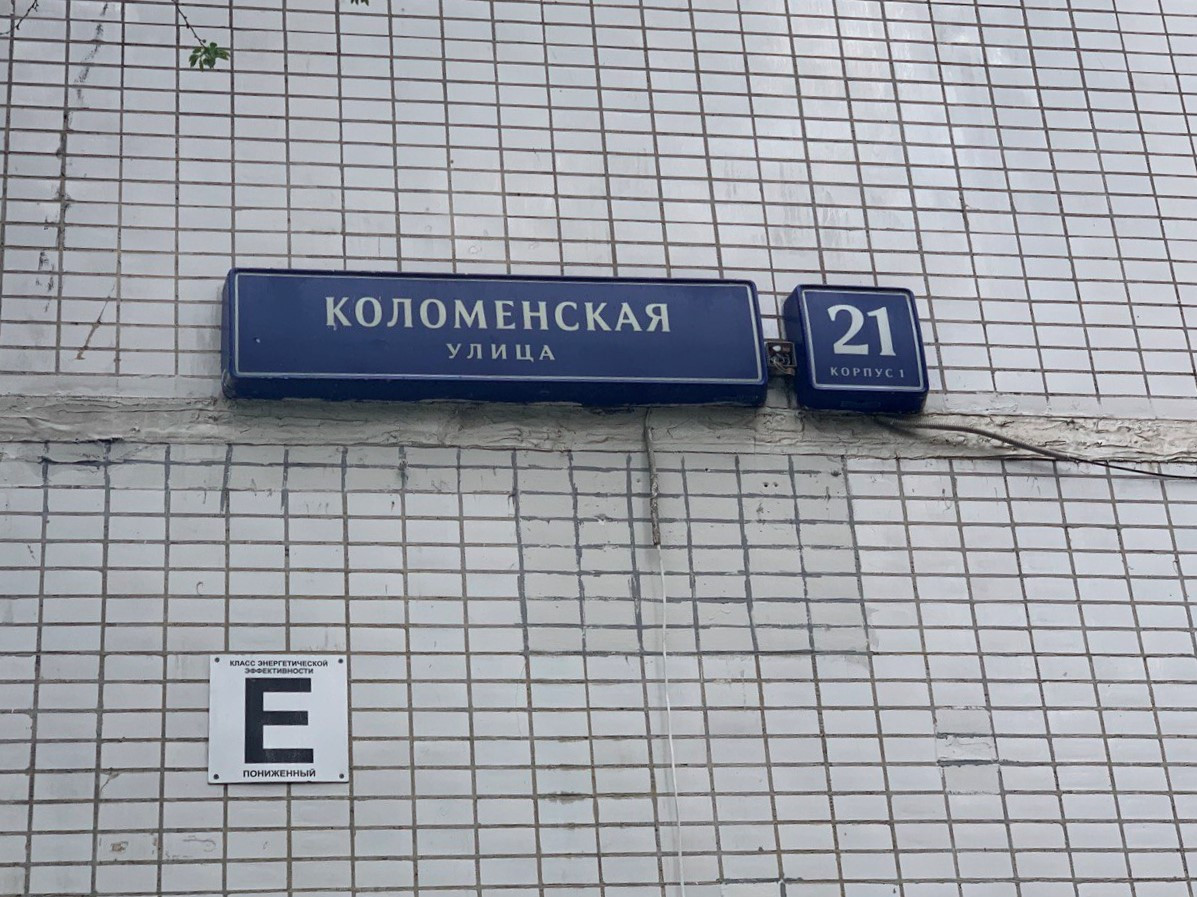 КОЛОМЕНСКАЯ
УЛИЦА
21
КОРПУС 1
КЛАСС ЭНЕРГЕТИЧЕСКОЙ
ЭФФЕКТИВНОСТИ
E
ПОНИЖЕННЫЙ